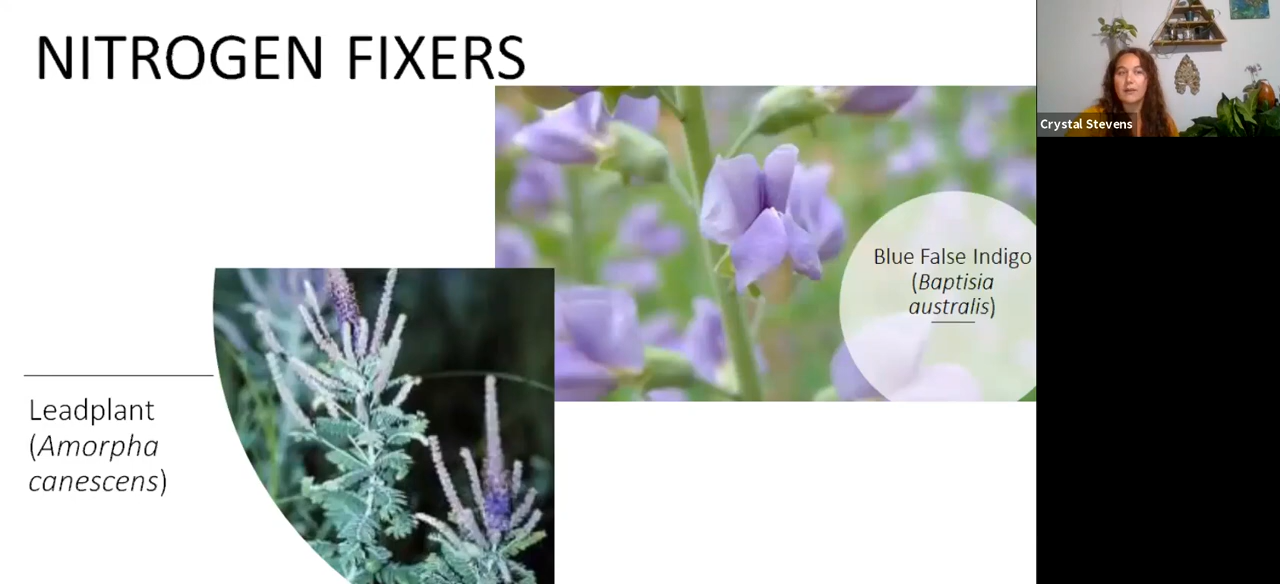 NITROGEN FIXERS
Crystal Stevens
Blue False Indigo
(Baptisia
australis)
Leadplant
(Amorpha
canescens)